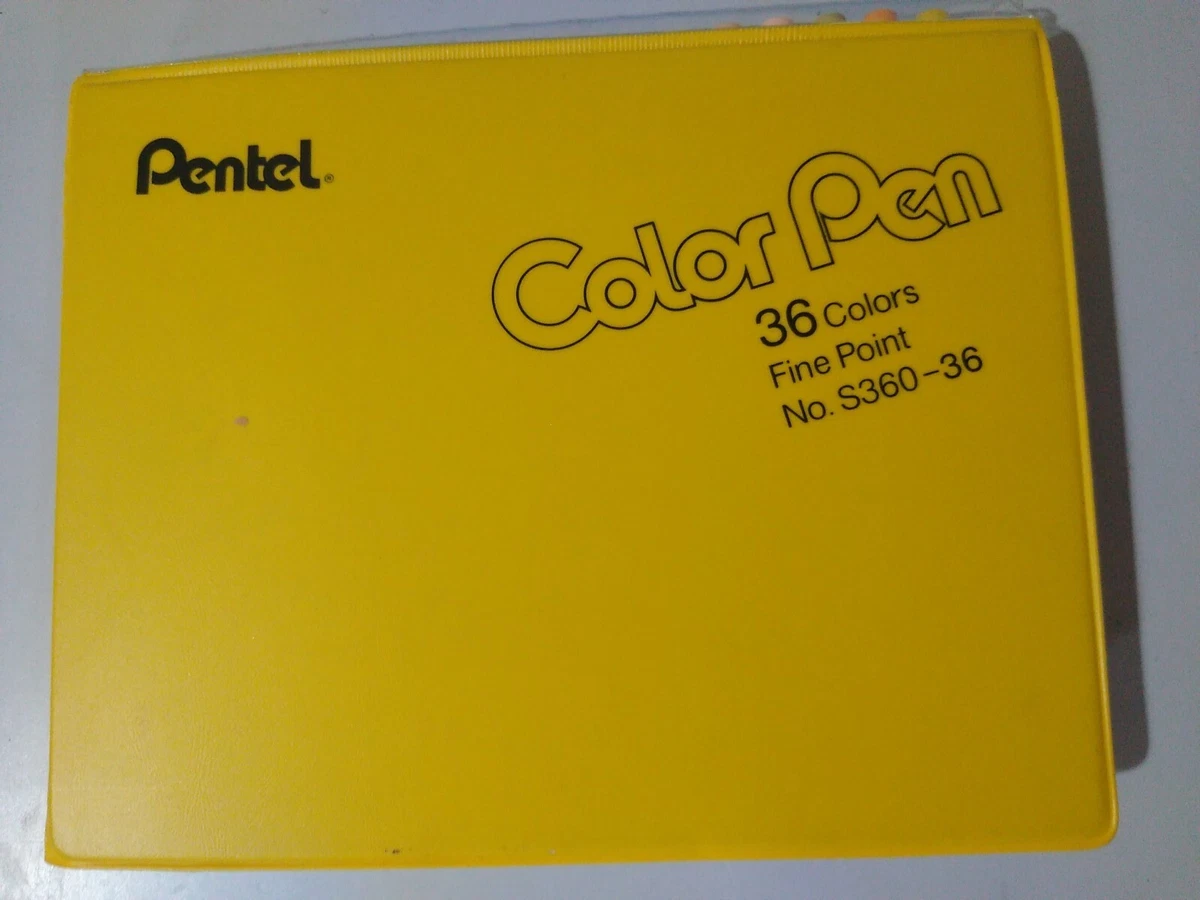 Pentel®
Color Pen
36 Colors
Fine Point
No. S360-36